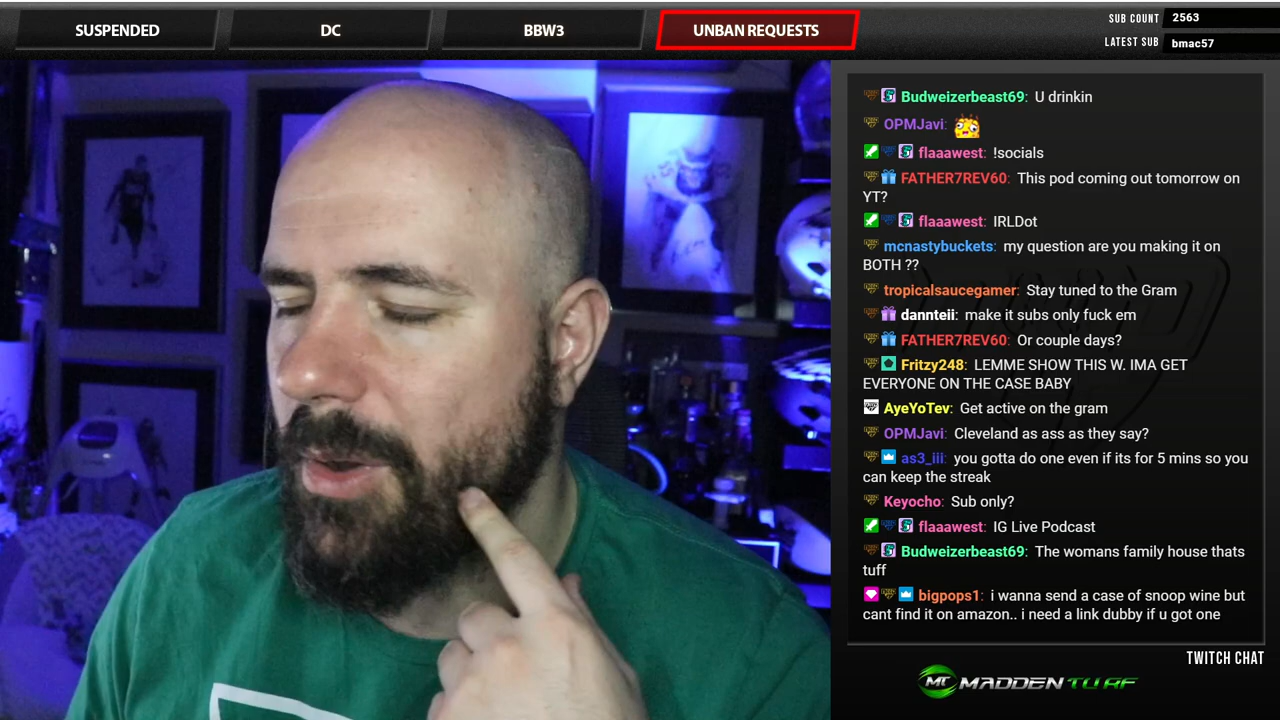 SUSPENDED
DC
BBW3
UNBAN REQUESTS
SUB COUNT 2563
LATEST SUB bmac57
Budweizerbeast69: U drinkin
OPMJavi:
flaaawest: !socials
FATHER7REV60: This pod coming out tomorrow on
YT?
flaaawest: IRLDot
mcnastybuckets: my question are you making it on
BOTH ??
tropicalsaucegamer: Stay tuned to the Gram
dannteii: make it subs only fuck em
FATHER7REV60: Or couple days?
Fritzy248: LEMME SHOW THIS W. IMA GET
EVERYONE ON THE CASE BABY
AyeYoTev: Get active on the gram
OPMJavi: Cleveland as ass as they say?
as3_iii: you gotta do one even if its for 5 mins so you
can keep the streak
Keyocho: Sub only?
flaaawest: IG Live Podcast
Budweizerbeast69: The womans family house thats
tuff
bigpops1: i wanna send a case of snoop wine but
cant find it on amazon.. i need a link dubby if u got one
TWITCH CHAT
MT MADDEN TURF